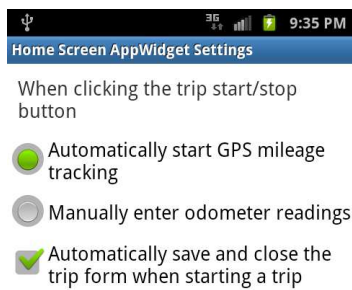 3G 9:35 PM
Home Screen AppWidget Settings
When clicking the trip start/stop
button
Automatically start GPS mileage
tracking
Manually enter odometer readings
Automatically save and close the
trip form when starting a trip